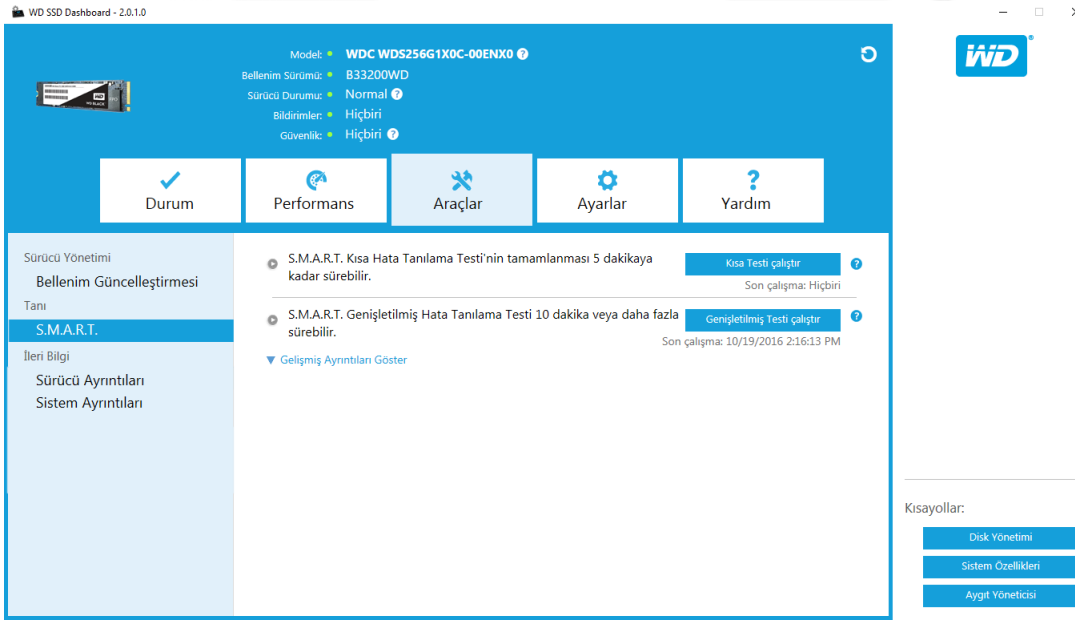 WD SSD Dashboard - 2.0.1.0
Model: WDC WDS256G1X0C-00ENX0 ?
Bellenim Sürümü: B33200WD
Sürücü Durumu: Normal ?
Bildirimler: Hiçbiri
Güvenlik: Hiçbiri ?
WD®
Durum
Performans
Araçlar
Ayarlar
?
Yardım
Sürücü Yönetimi
Bellenim Güncelleştirmesi
Tanı
S.M.A.R.T.
İleri Bilgi
Sürücü Ayrıntıları
Sistem Ayrıntıları
S.M.A.R.T. Kısa Hata Tanılama Testi'nin tamamlanması 5 dakikaya
kadar sürebilir.
Kısa Testi çalıştır ?
Son çalışma: Hiçbiri
S.M.A.R.T. Genişletilmiş Hata Tanılama Testi 10 dakika veya daha fazla
sürebilir.
Genişletilmiş Testi çalıştır ?
Son çalışma: 10/19/2016 2:16:13 PM
Gelişmiş Ayrıntıları Göster
Kısayollar:
Disk Yönetimi
Sistem Özellikleri
Aygıt Yöneticisi